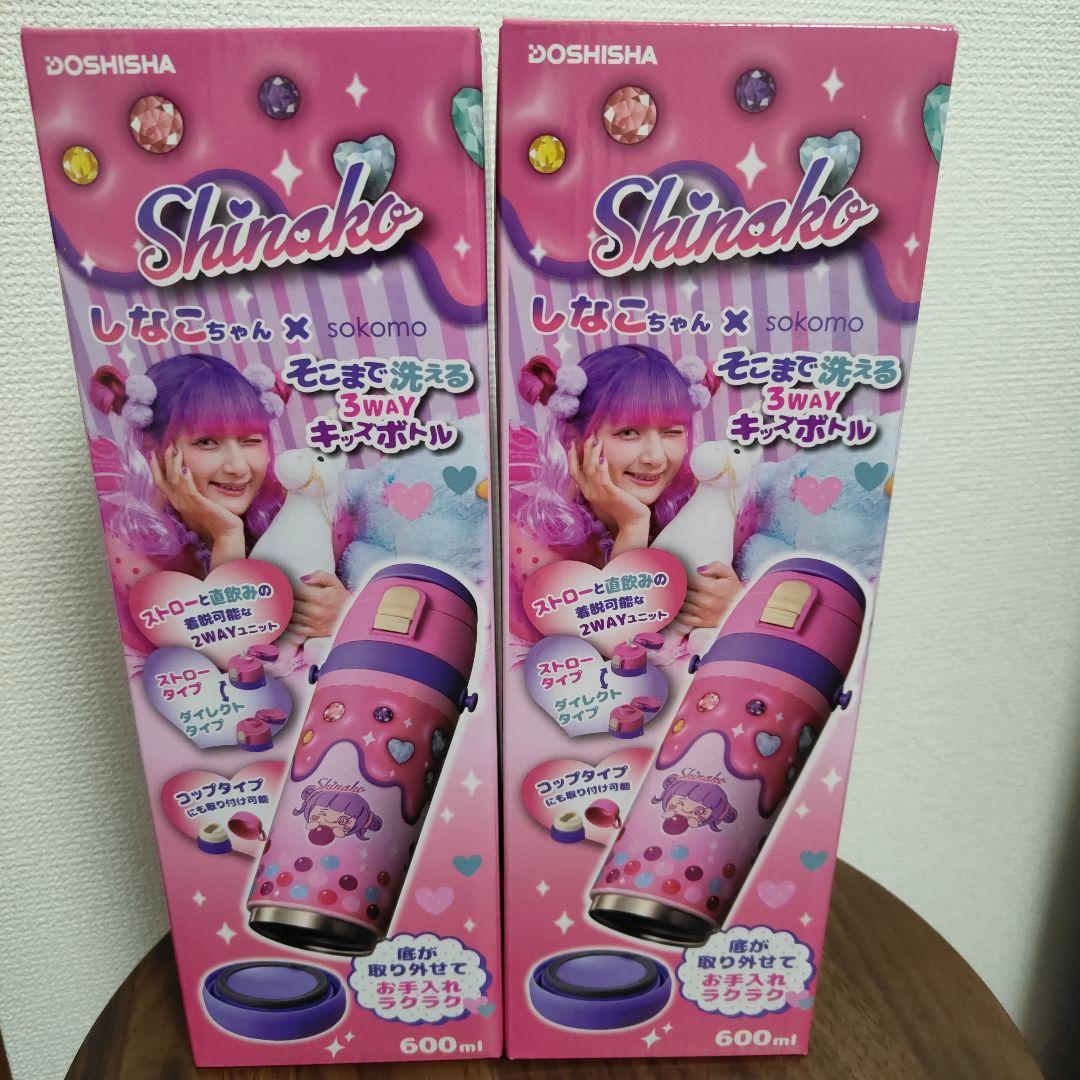 DOSHISHA
Shinako
しなこちゃん × sokomo
そこまで洗える
3WAY
キッズボトル
ストローと直飲みの
着脱可能な
2WAYユニット
ストロー
タイプ
ダイレクト
タイプ
コップタイプ
にも取り付け可能
Shinako
底が
取り外せて
お手入れ
ラクラク
600ml
DOSHISHA
Shinako
しなこちゃん × sokomo
そこまで洗える
3WAY
キッズボトル
ストローと直飲みの
着脱可能な
2WAYユニット
ストロー
タイプ
ダイレクト
タイプ
コップタイプ
にも取り付け可能
Shinako
底が
取り外せて
お手入れ
ラクラク
600ml